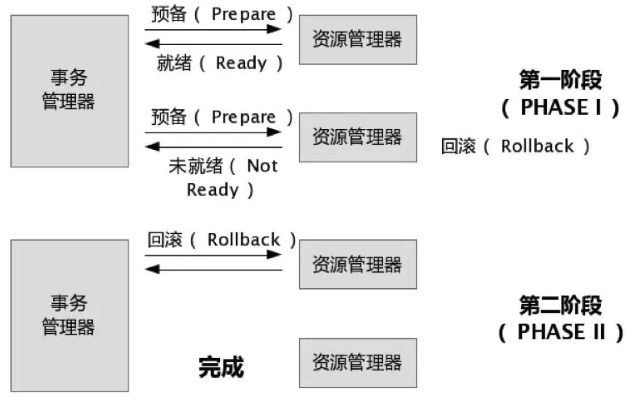 预备( Prepare )
就绪( Ready )
资源管理器
事务
管理器
第一阶段
( PHASE I )
预备( Prepare )
未就绪(Not
Ready)
资源管理器
回滚( Rollback )
回滚( Rollback )
资源管理器
事务
管理器
第二阶段
( PHASE II )
完成
资源管理器